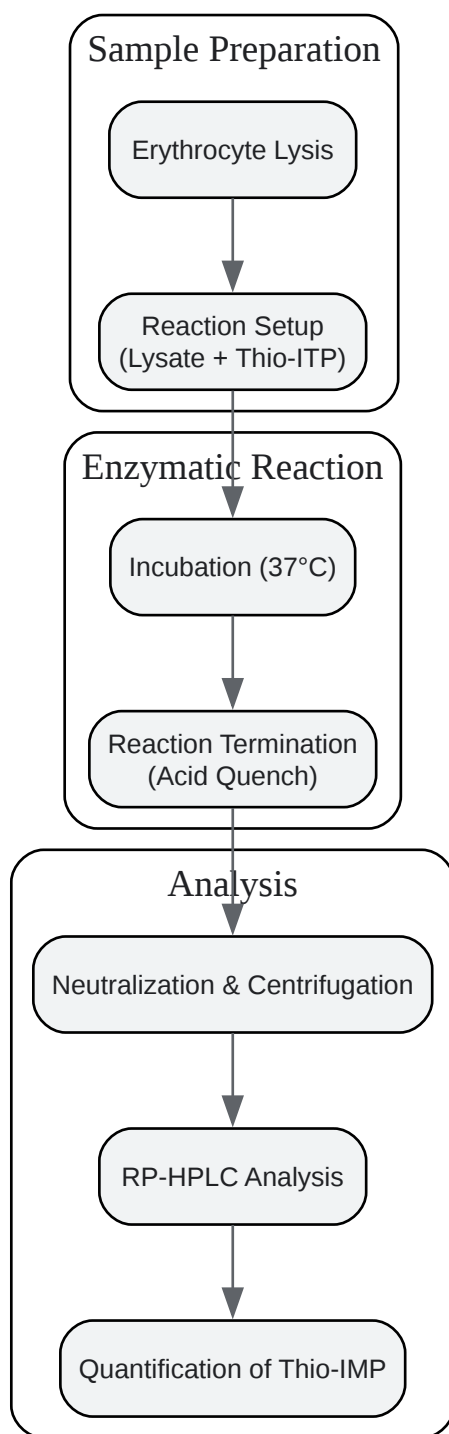 Sample Preparation
Erythrocyte Lysis
Reaction Setup
(Lysate + Thio-ITP)
Enzymatic Reaction
Incubation (37°C)
Reaction Termination
(Acid Quench)
Analysis
Neutralization & Centrifugation
RP-HPLC Analysis
Quantification of Thio-IMP